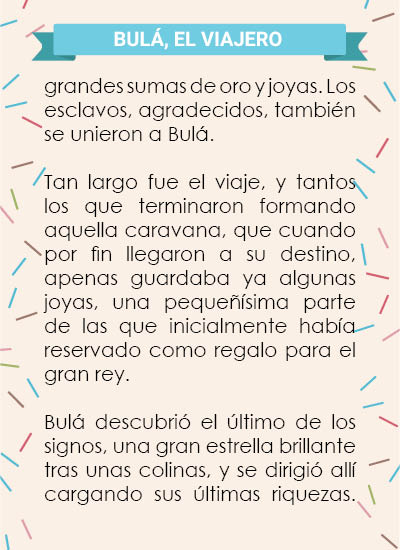 BULÁ, EL VIAJERO
grandes sumas de oro y joyas. Los
esclavos, agradecidos, también
se unieron a Bulá.
Tan largo fue el viaje, y tantos
los que terminaron formando
aquella caravana, que cuando
por fin llegaron a su destino,
apenas guardaba ya algunas
joyas, una pequeñísima parte
de las que inicialmente había
reservado como regalo para el
gran rey.
Bulá descubrió el último de los
signos, una gran estrella brillante
tras unas colinas, y se dirigió allí
cargando sus últimas riquezas.